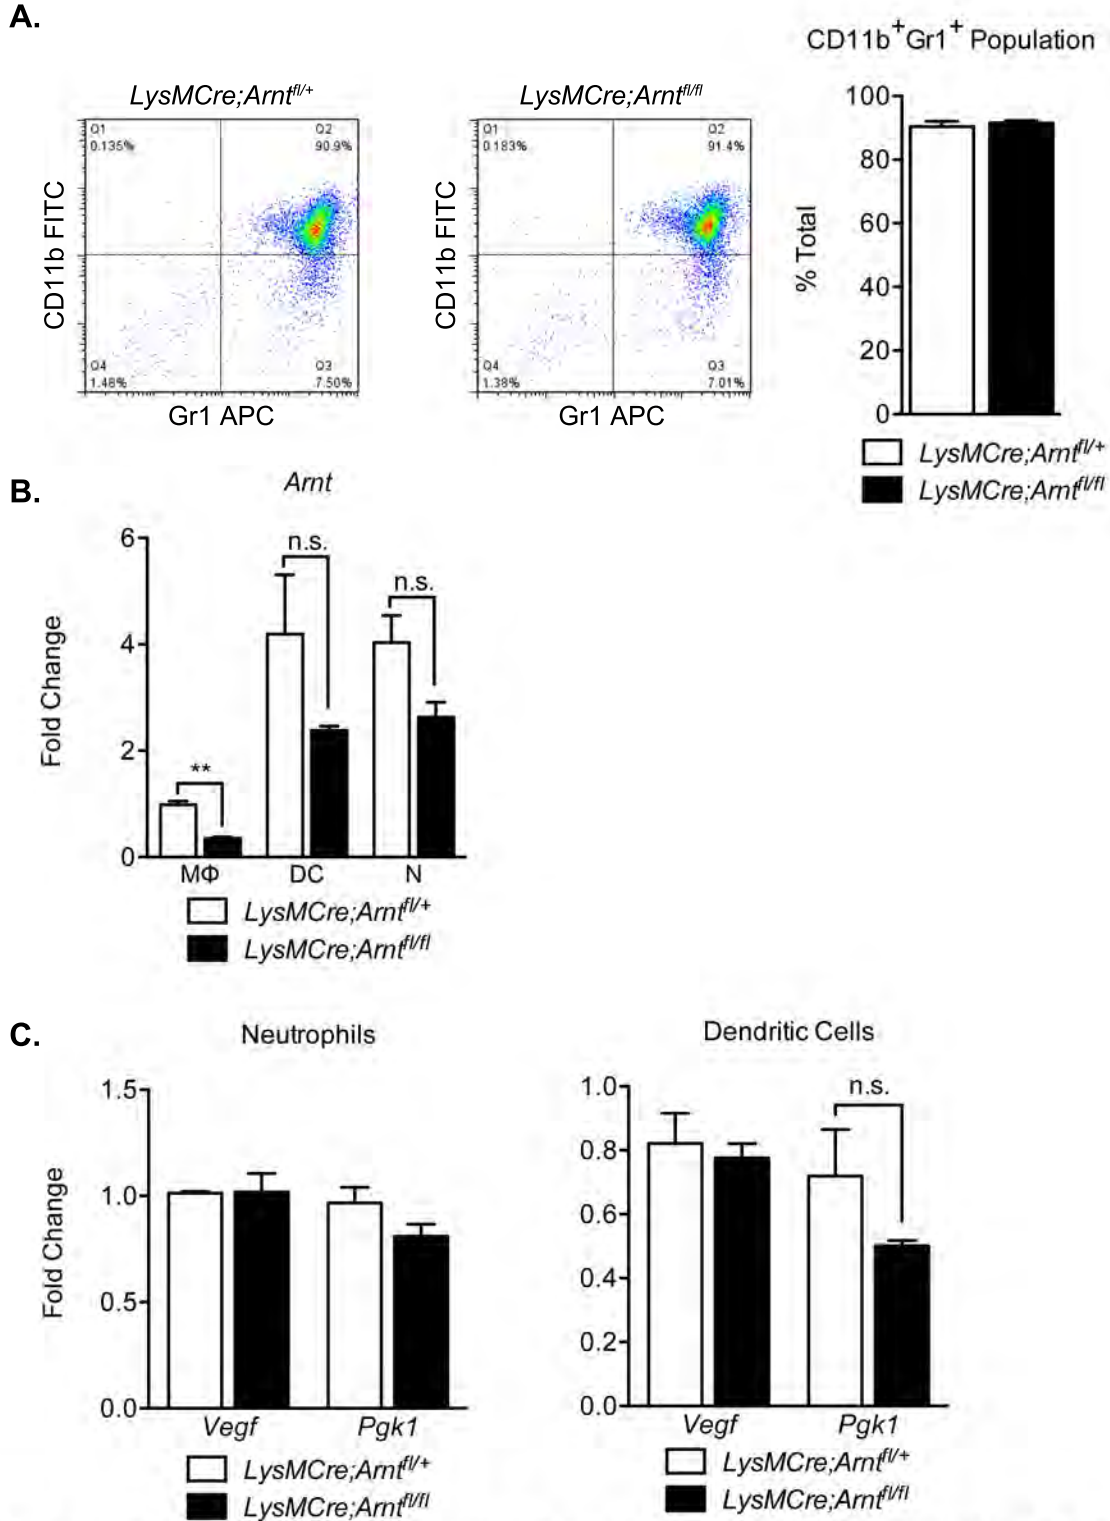 A.
CD11b+Gr1+ Population
LysMCre;Arntfl/+
LysMCre;Arntfl/fl
Q1
0.135%
Q2
90.9%
Q4
1.48%
Q3
7.50%
CD11b FITC
Gr1 APC
Q1
0.183%
Q2
91.4%
Q4
1.38%
Q3
7.01%
CD11b FITC
Gr1 APC
% Total
100
80
60
40
20
0
LysMCre;Arntfl/+
LysMCre;Arntfl/fl
B.
Arnt
Fold Change
6
4
2
0
**
n.s.
n.s.
MΦ DC N
LysMCre;Arntfl/+
LysMCre;Arntfl/fl
C.
Neutrophils
Fold Change
1.5
1.0
0.5
0.0
Vegf Pgk1
LysMCre;Arntfl/+
LysMCre;Arntfl/fl
Dendritic Cells
1.0
0.8
0.6
0.4
0.2
0.0
n.s.
Vegf Pgk1
LysMCre;Arntfl/+
LysMCre;Arntfl/fl